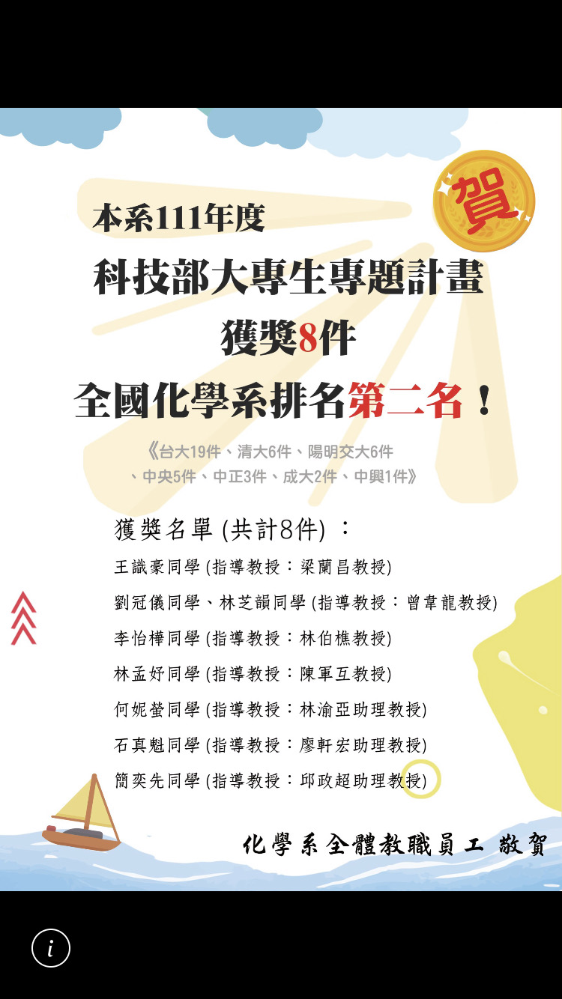 賀
本系111年度
科技部大專生專題計畫
獲獎8件
全國化學系排名第二名！
《台大19件、清大6件、陽明交大6件
、中央5件、中正3件、成大2件、中興1件》
獲獎名單 (共計8件) ：
王識豪同學 (指導教授：梁蘭昌教授)
劉冠儀同學、林芝韻同學 (指導教授：曾韋龍教授)
李怡樺同學 (指導教授：林伯樵教授)
林孟妤同學 (指導教授：陳軍互教授)
何妮螢同學 (指導教授：林渝亞助理教授)
石真魁同學 (指導教授：廖軒宏助理教授)
簡奕先同學 (指導教授：邱政超助理教授)
化學系全體教職員工 敬賀
i